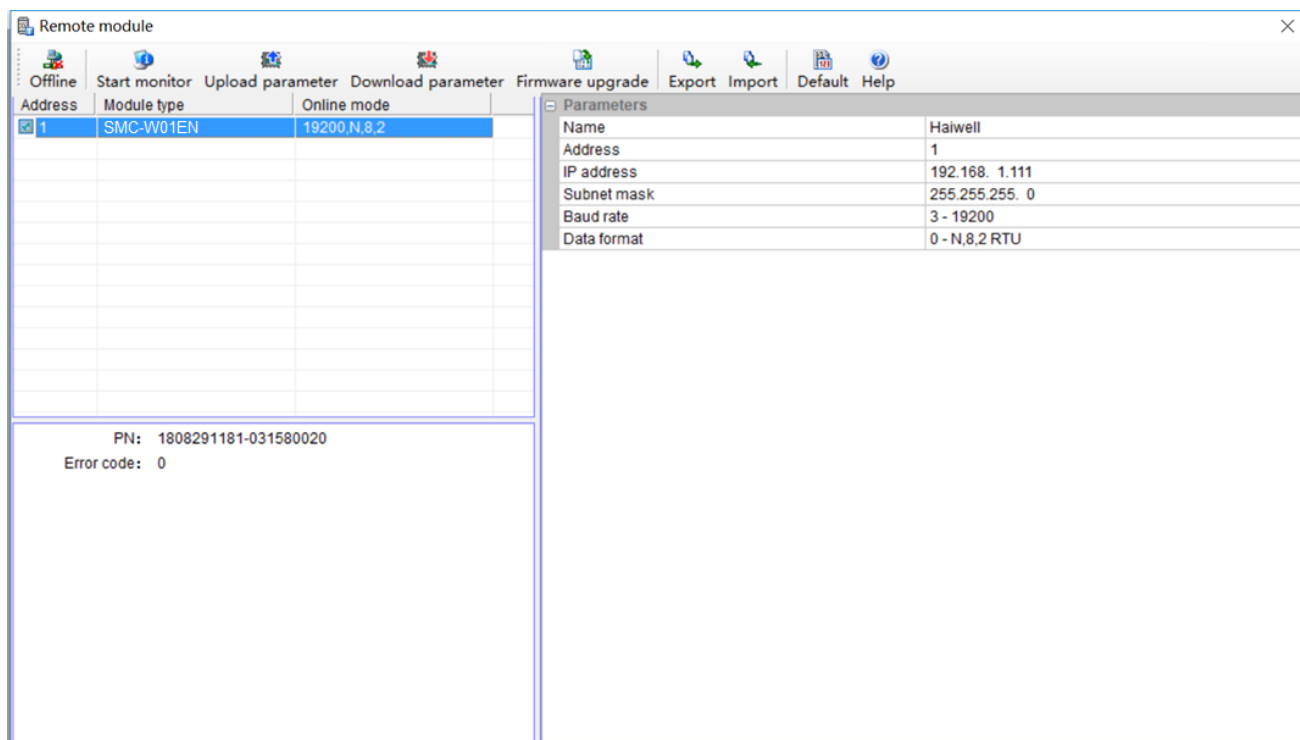 Remote module
Offline Start monitor Upload parameter Download parameter Firmware upgrade Export Import Default Help
Address Module type Online mode
1 SMC-W01EN 19200,N,8,2
Parameters
Name Haiwell
Address 1
IP address 192.168. 1.111
Subnet mask 255.255.255. 0
Baud rate 3 - 19200
Data format 0 - N,8,2 RTU
PN: 1808291181-031580020
Error code: 0